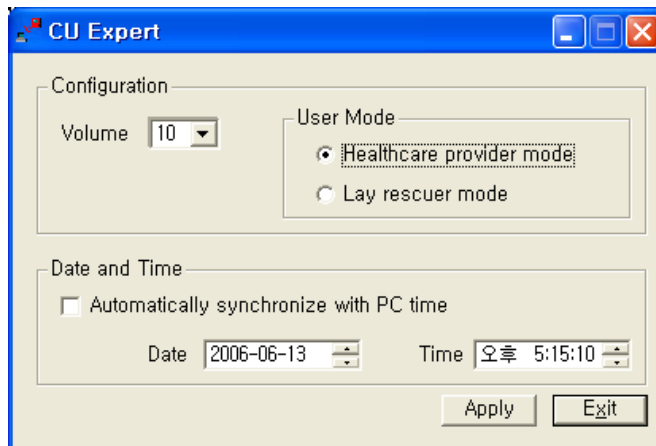 CU Expert
Configuration
Volume 10
User Mode
Healthcare provider mode
Lay rescuer mode
Date and Time
Automatically synchronize with PC time
Date 2006-06-13 Time 오후 5:15:10
Apply Exit